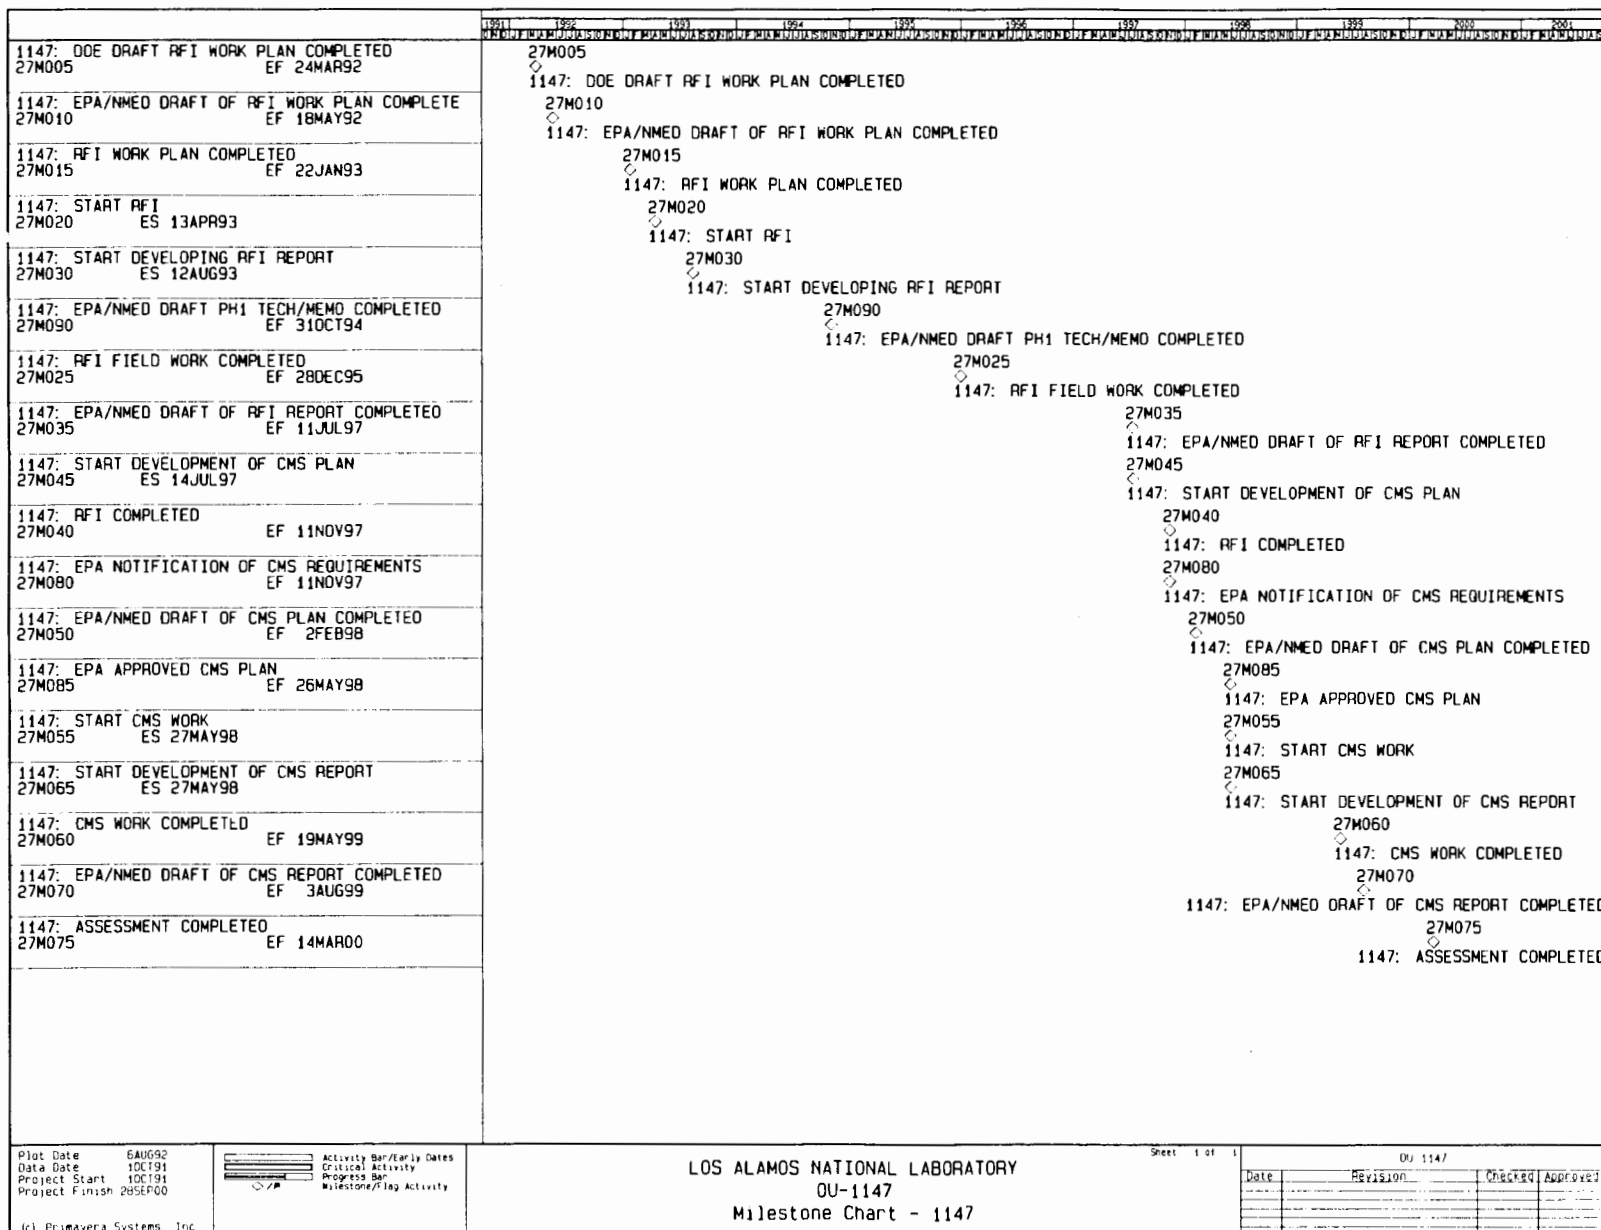 1991 1992 1993 1994 1995 1996 1997 1998 1999 2000 2001
1147: DOE DRAFT RFI WORK PLAN COMPLETED
27M005 EF 24MAR92
27M005
1147: DOE DRAFT RFI WORK PLAN COMPLETED
1147: EPA/NMED DRAFT OF RFI WORK PLAN COMPLETE
27M010 EF 18MAY92
27M010
1147: EPA/NMED DRAFT OF RFI WORK PLAN COMPLETED
1147: RFI WORK PLAN COMPLETED
27M015 EF 22JAN93
27M015
1147: RFI WORK PLAN COMPLETED
1147: START RFI
27M020 ES 13APR93
27M020
1147: START RFI
1147: START DEVELOPING RFI REPORT
27M030 ES 12AUG93
27M030
1147: START DEVELOPING RFI REPORT
1147: EPA/NMED DRAFT PH1 TECH/MEMO COMPLETED
27M090 EF 31OCT94
27M090
1147: EPA/NMED DRAFT PH1 TECH/MEMO COMPLETED
1147: RFI FIELD WORK COMPLETED
27M025 EF 28DEC95
27M025
1147: RFI FIELD WORK COMPLETED
1147: EPA/NMED DRAFT OF RFI REPORT COMPLETED
27M035 EF 11JUL97
27M035
1147: EPA/NMED DRAFT OF RFI REPORT COMPLETED
1147: START DEVELOPMENT OF CMS PLAN
27M045 ES 14JUL97
27M045
1147: START DEVELOPMENT OF CMS PLAN
1147: RFI COMPLETED
27M040 EF 11NOV97
27M040
1147: RFI COMPLETED
1147: EPA NOTIFICATION OF CMS REQUIREMENTS
27M080 EF 11NOV97
27M080
1147: EPA NOTIFICATION OF CMS REQUIREMENTS
1147: EPA/NMED DRAFT OF CMS PLAN COMPLETED
27M050 EF 2FEB98
27M050
1147: EPA/NMED DRAFT OF CMS PLAN COMPLETED
1147: EPA APPROVED CMS PLAN
27M085 EF 26MAY98
27M085
1147: EPA APPROVED CMS PLAN
1147: START CMS WORK
27M055 ES 27MAY98
27M055
1147: START CMS WORK
1147: START DEVELOPMENT OF CMS REPORT
27M065 ES 27MAY98
27M065
1147: START DEVELOPMENT OF CMS REPORT
1147: CMS WORK COMPLETED
27M060 EF 19MAY99
27M060
1147: CMS WORK COMPLETED
1147: EPA/NMED DRAFT OF CMS REPORT COMPLETED
27M070 EF 3AUG99
27M070
1147: EPA/NMED DRAFT OF CMS REPORT COMPLETED
1147: ASSESSMENT COMPLETED
27M075 EF 14MAR00
27M075
1147: ASSESSMENT COMPLETED
Plot Date 6AUG92
Data Date 1OCT91
Project Start 1OCT91
Project Finish 28SEP00
(c) Primavera Systems, Inc
Activity Bar/Early Dates
Critical Activity
Progress Bar
Milestone/Flag Activity
LOS ALAMOS NATIONAL LABORATORY
OU-1147
Milestone Chart - 1147
Sheet 1 of 1
OU 1147
Date Revision Checked Approved